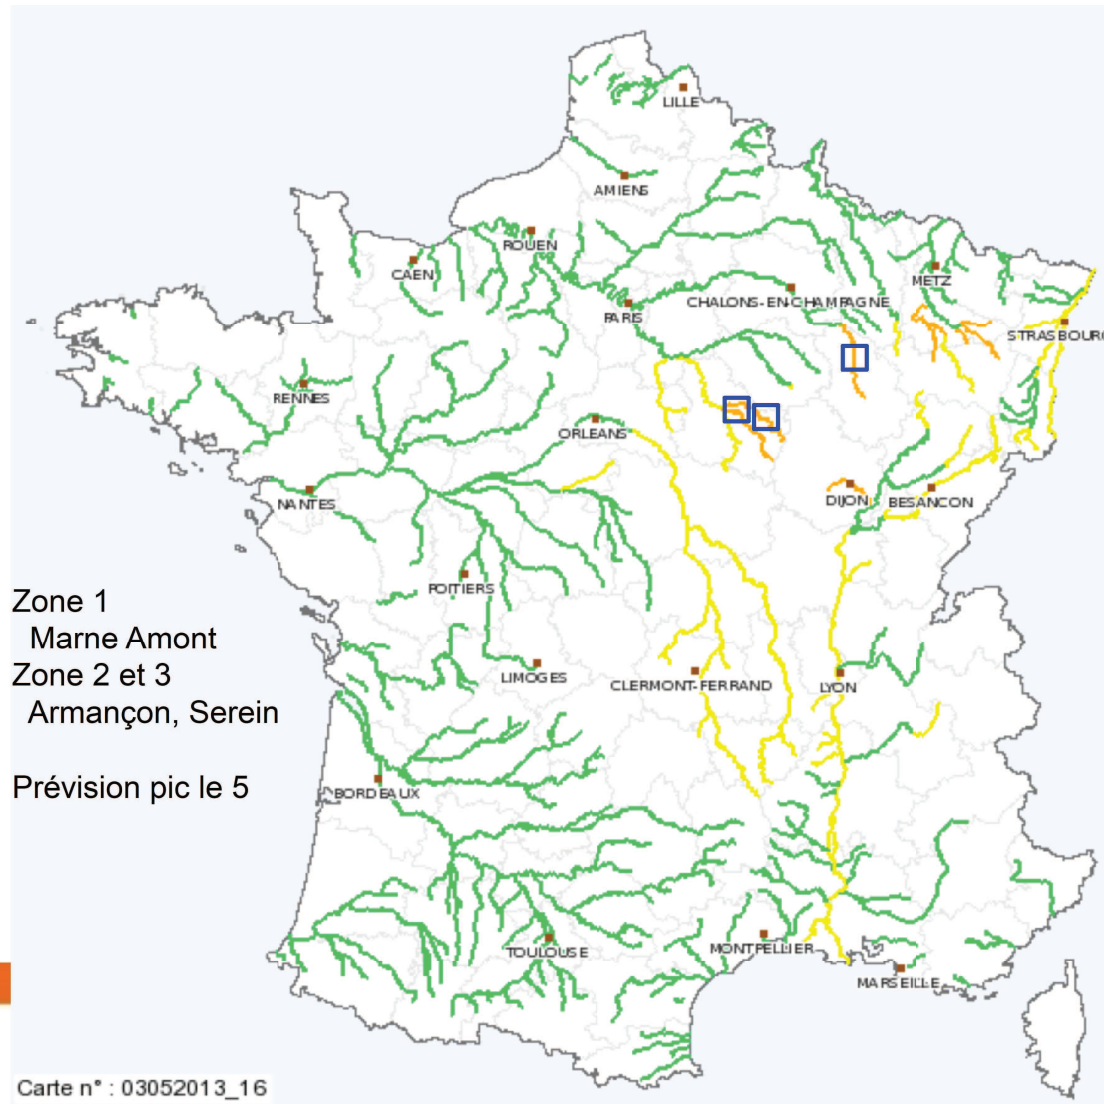 LILLE
AMIENS
ROUEN
CAEN
METZ
CHALONS-EN-CHAMPAGNE
PARIS
STRASBOURG
RENNES
ORLEANS
NANTES
DIJON
BESANCON
POITIERS
Zone 1
Marne Amont
Zone 2 et 3
Armançon, Serein
Prévision pic le 5
LIMOGES
CLERMONT-FERRAND
LYON
BORDEAUX
TOULOUSE
MONTPELLIER
MARSEILLE
Carte n° : 03052013_16